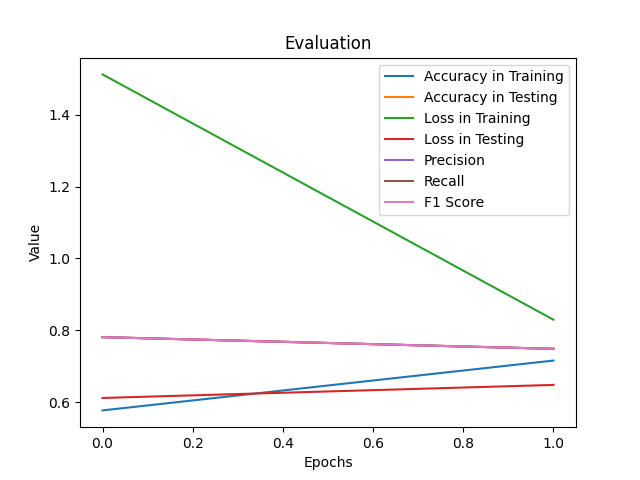 Evaluation
Accuracy in Training
Accuracy in Testing
Loss in Training
Loss in Testing
Precision
Recall
F1 Score
Value
1.4
1.2
1.0
0.8
0.6
0.0 0.2 0.4 0.6 0.8 1.0
Epochs